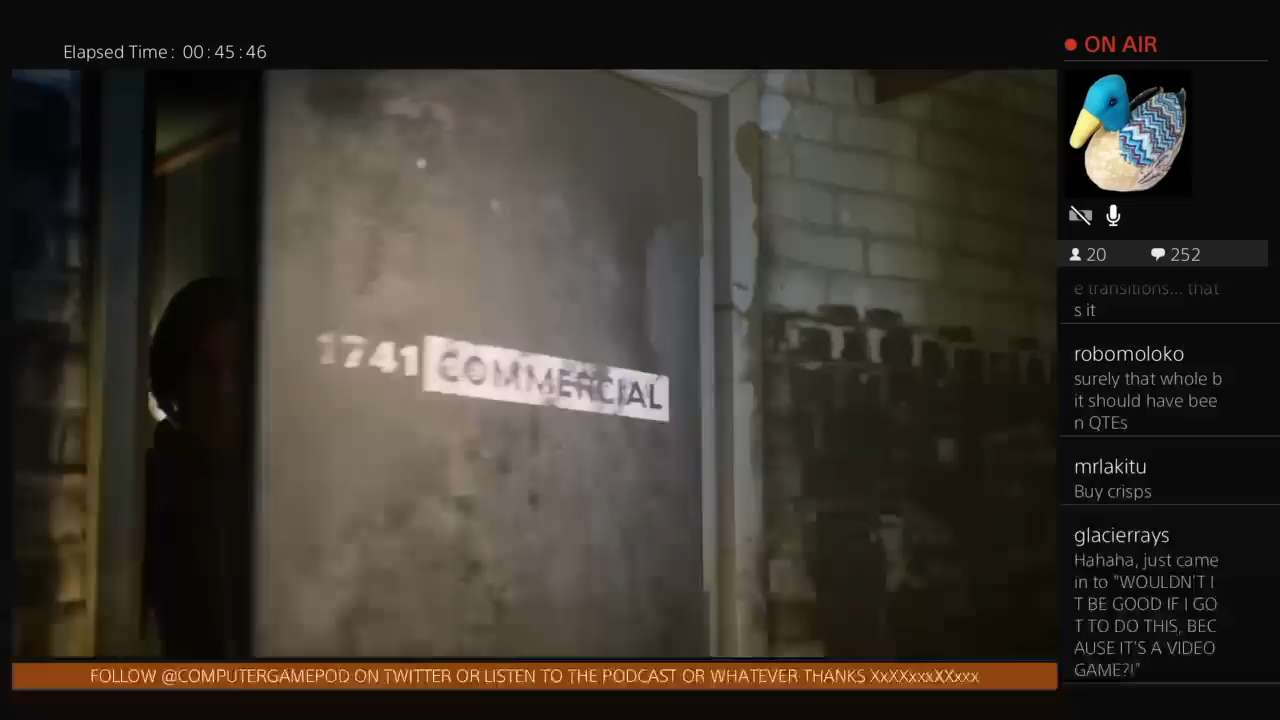 Elapsed Time: 00:45:46
ON AIR
20 252
e transitions... that
s it
robomoloko
surely that whole b
it should have bee
n QTEs
mrlakitu
Buy crisps
glacierrays
Hahaha, just came
in to "WOULDN'T I
T BE GOOD IF I GO
T TO DO THIS, BEC
AUSE IT'S A VIDEO
GAME?!"
1741 COMMERCIAL
FOLLOW @COMPUTERGAMEPOD ON TWITTER OR LISTEN TO THE PODCAST OR WHATEVER THANKS XxXXxxxXXxxx